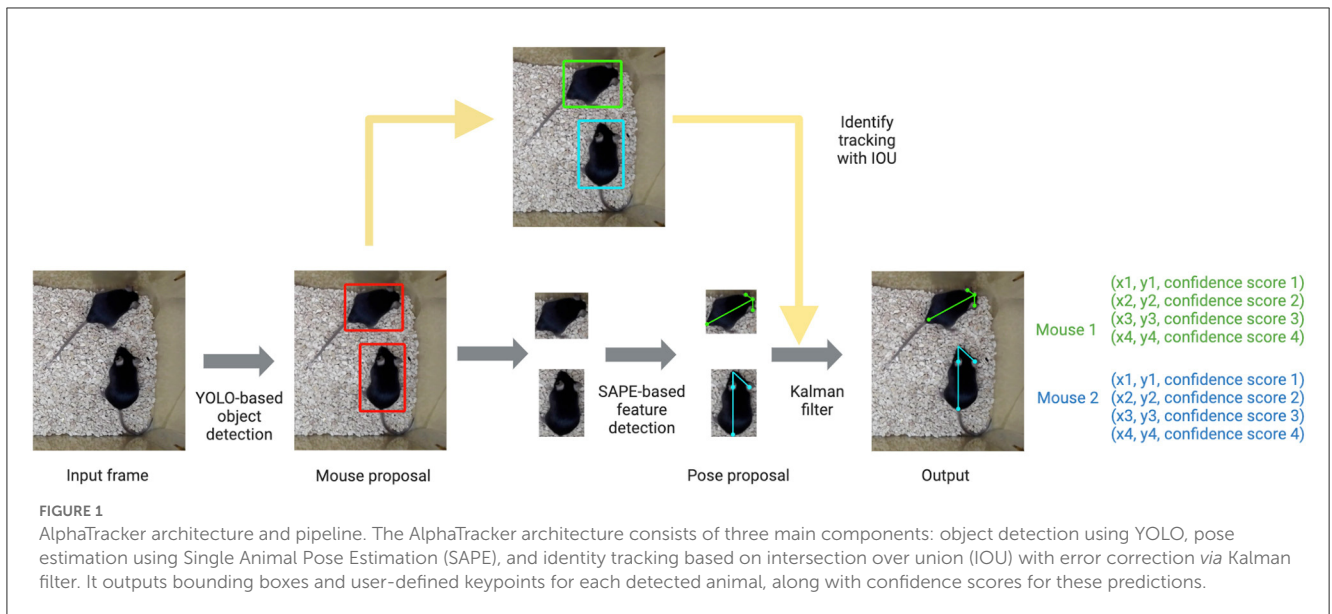 Identify
tracking
with IOU
YOLO-based
object
detection
SAPE-based
feature
detection
Kalman
filter
Mouse 1
(x1, y1, confidence score 1)
(x2, y2, confidence score 2)
(x3, y3, confidence score 3)
(x4, y4, confidence score 4)
Mouse 2
(x1, y1, confidence score 1)
(x2, y2, confidence score 2)
(x3, y3, confidence score 3)
(x4, y4, confidence score 4)
Input frame
Mouse proposal
Pose proposal
Output
FIGURE 1
AlphaTracker architecture and pipeline. The AlphaTracker architecture consists of three main components: object detection using YOLO, pose
estimation using Single Animal Pose Estimation (SAPE), and identity tracking based on intersection over union (IOU) with error correction via Kalman
filter. It outputs bounding boxes and user-defined keypoints for each detected animal, along with confidence scores for these predictions.